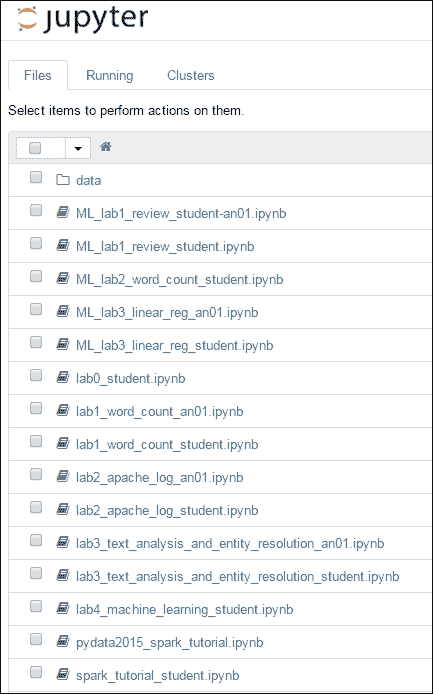 jupyter
Files Running Clusters
Select items to perform actions on them.
data
ML_lab1_review_student-an01.ipynb
ML_lab1_review_student.ipynb
ML_lab2_word_count_student.ipynb
ML_lab3_linear_reg_an01.ipynb
ML_lab3_linear_reg_student.ipynb
lab0_student.ipynb
lab1_word_count_an01.ipynb
lab1_word_count_student.ipynb
lab2_apache_log_an01.ipynb
lab2_apache_log_student.ipynb
lab3_text_analysis_and_entity_resolution_an01.ipynb
lab3_text_analysis_and_entity_resolution_student.ipynb
lab4_machine_learning_student.ipynb
pydata2015_spark_tutorial.ipynb
spark_tutorial_student.ipynb